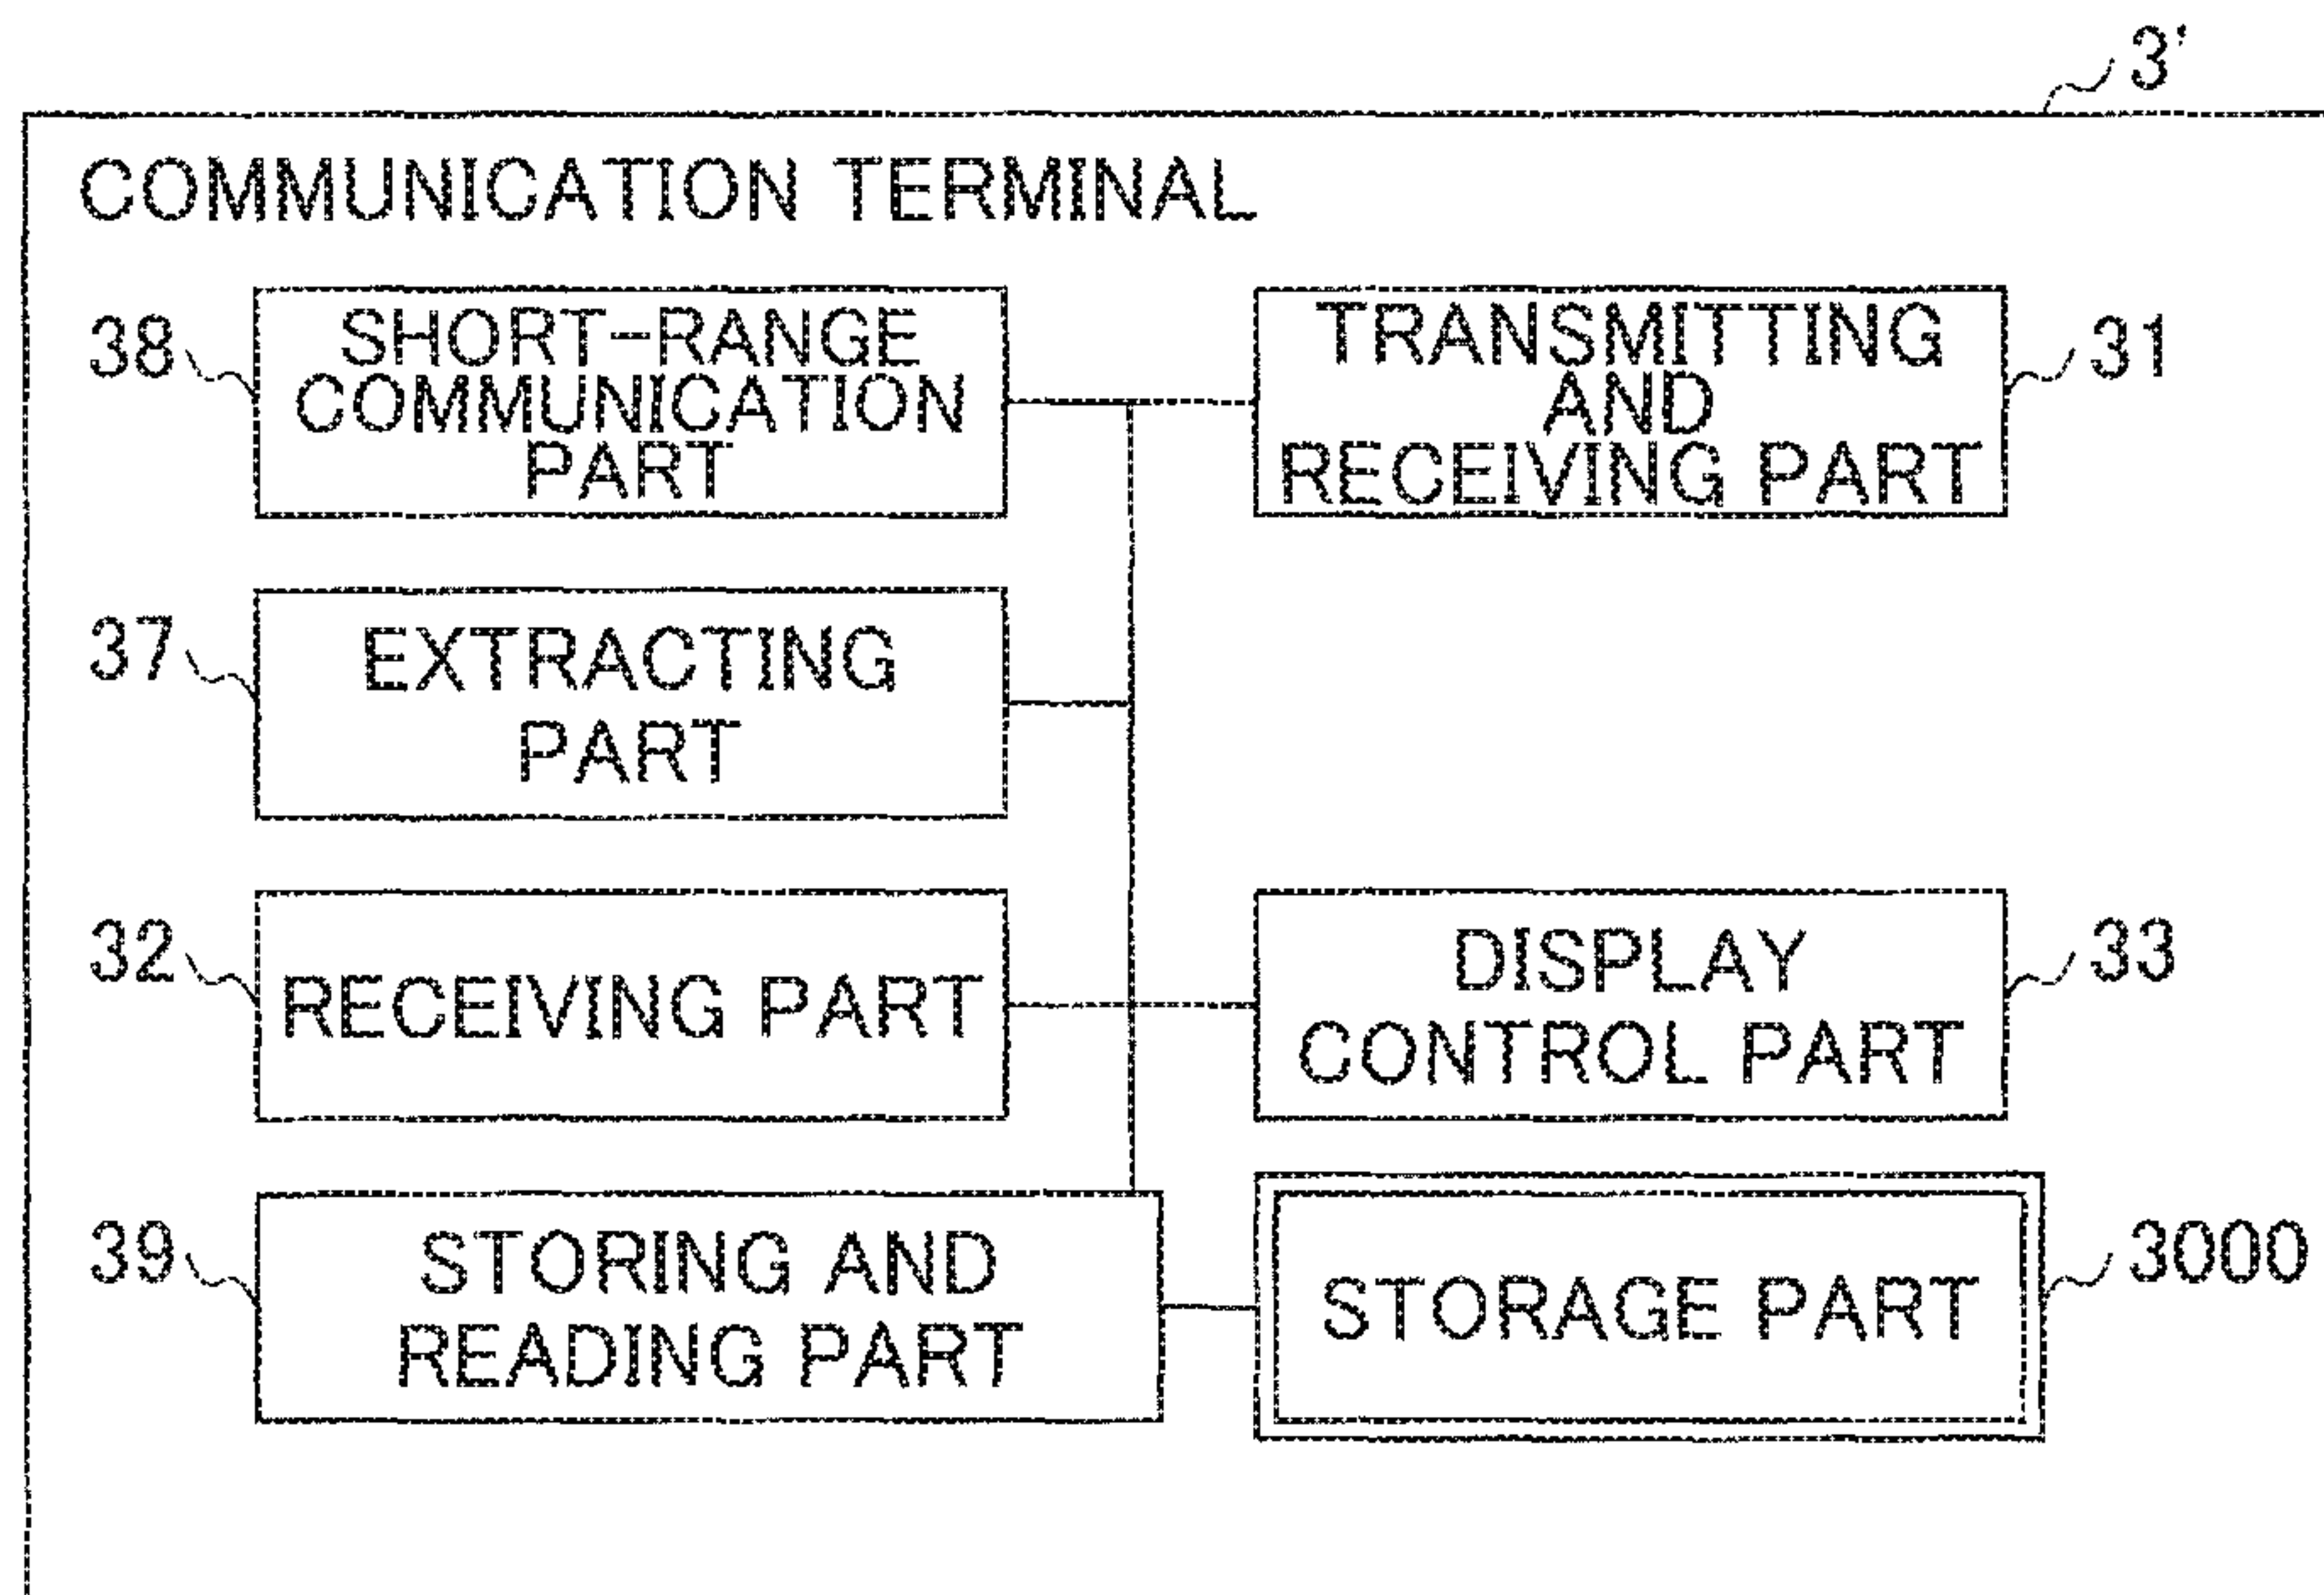 3'
COMMUNICATION TERMINAL
38
SHORT-RANGE
COMMUNICATION
PART
TRANSMITTING
AND
RECEIVING PART
31
37
EXTRACTING
PART
32
RECEIVING PART
DISPLAY
CONTROL PART
33
39
STORING AND
READING PART
STORAGE PART
3000